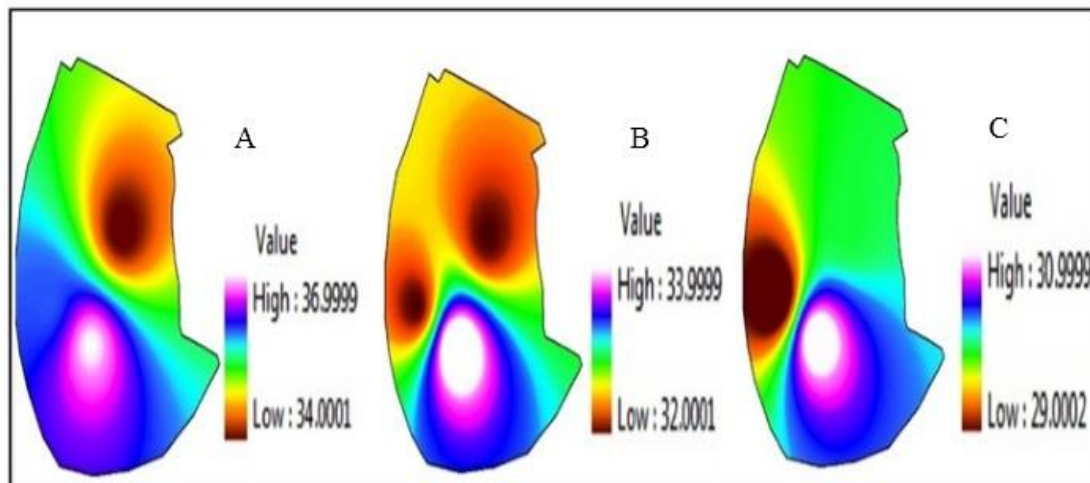 A
Value
High : 36.9999
Low : 34.0001
B
Value
High : 33.9999
Low : 32.0001
C
Value
High : 30.9999
Low : 29.0002